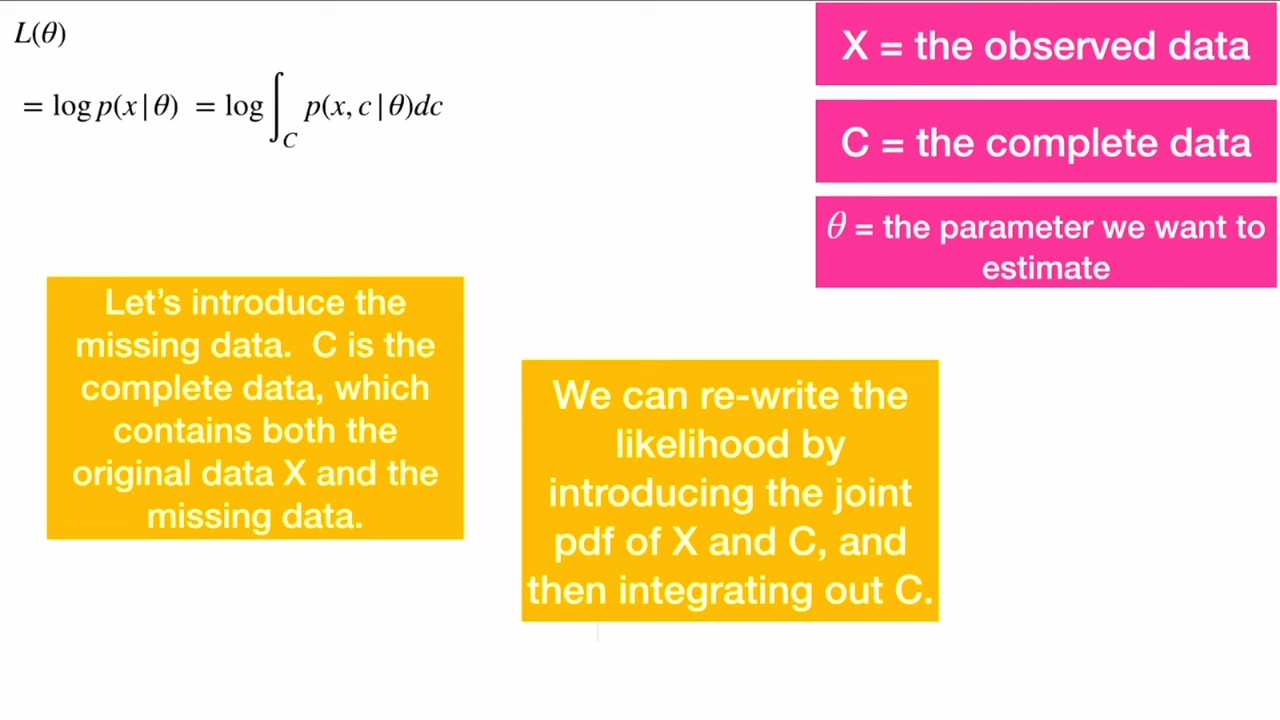 L(θ)
= log p(x|θ) = log ∫_C p(x, c|θ)dc
X = the observed data
C = the complete data
θ = the parameter we want to
estimate
Let’s introduce the
missing data. C is the
complete data, which
contains both the
original data X and the
missing data.
We can re-write the
likelihood by
introducing the joint
pdf of X and C, and
then integrating out C.